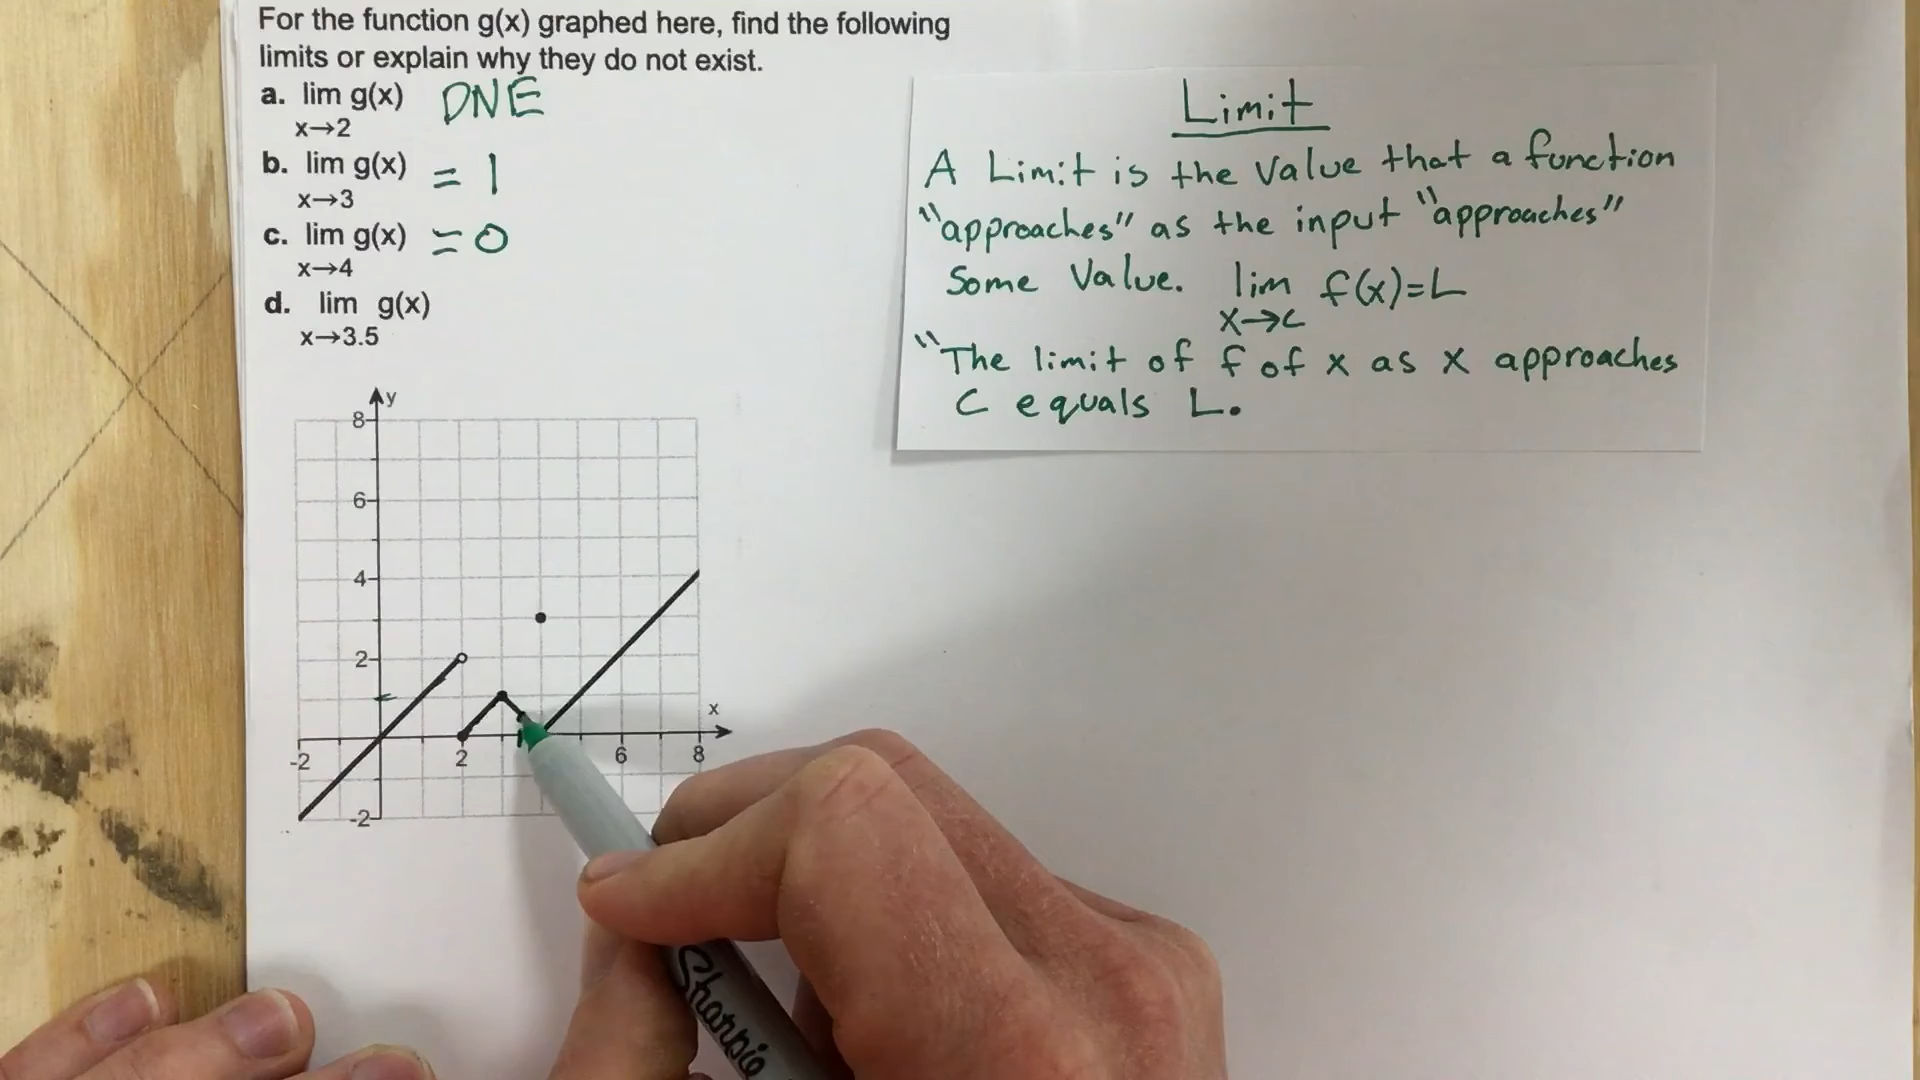 For the function g(x) graphed here, find the following
limits or explain why they do not exist.
a. lim g(x) DNE
x→2
b. lim g(x) = 1
x→3
c. lim g(x) = 0
x→4
d. lim g(x)
x→3.5
Limit
A Limit is the Value that a function
"approaches" as the input "approaches"
Some Value. lim f(x)=L
x→c
"The limit of f of x as x approaches
C equals L.
y
8
6
4
2
x
-2 2 6 8
-2
Sharpie